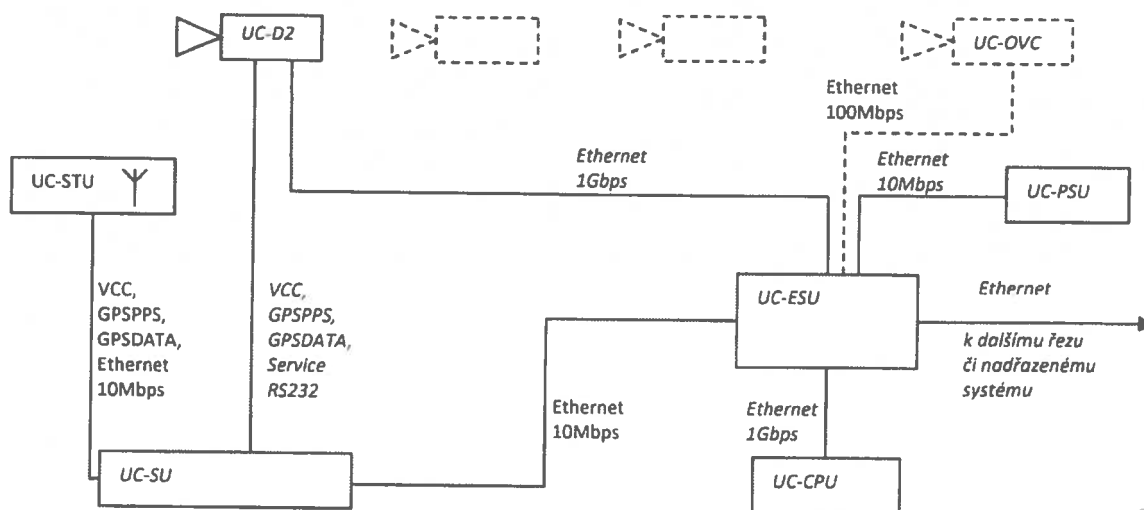 UC-D2
UC-OVC
Ethernet
100Mbps
Ethernet
1Gbps
Ethernet
10Mbps
UC-STU
UC-PSU
VCC,
GPSPPS,
GPSDATA,
Ethernet
10Mbps
VCC,
GPSPPS,
GPSDATA,
Service
RS232
UC-ESU
Ethernet
k dalšímu řezu
či nadřazenému
systému
Ethernet
10Mbps
Ethernet
1Gbps
UC-SU
UC-CPU